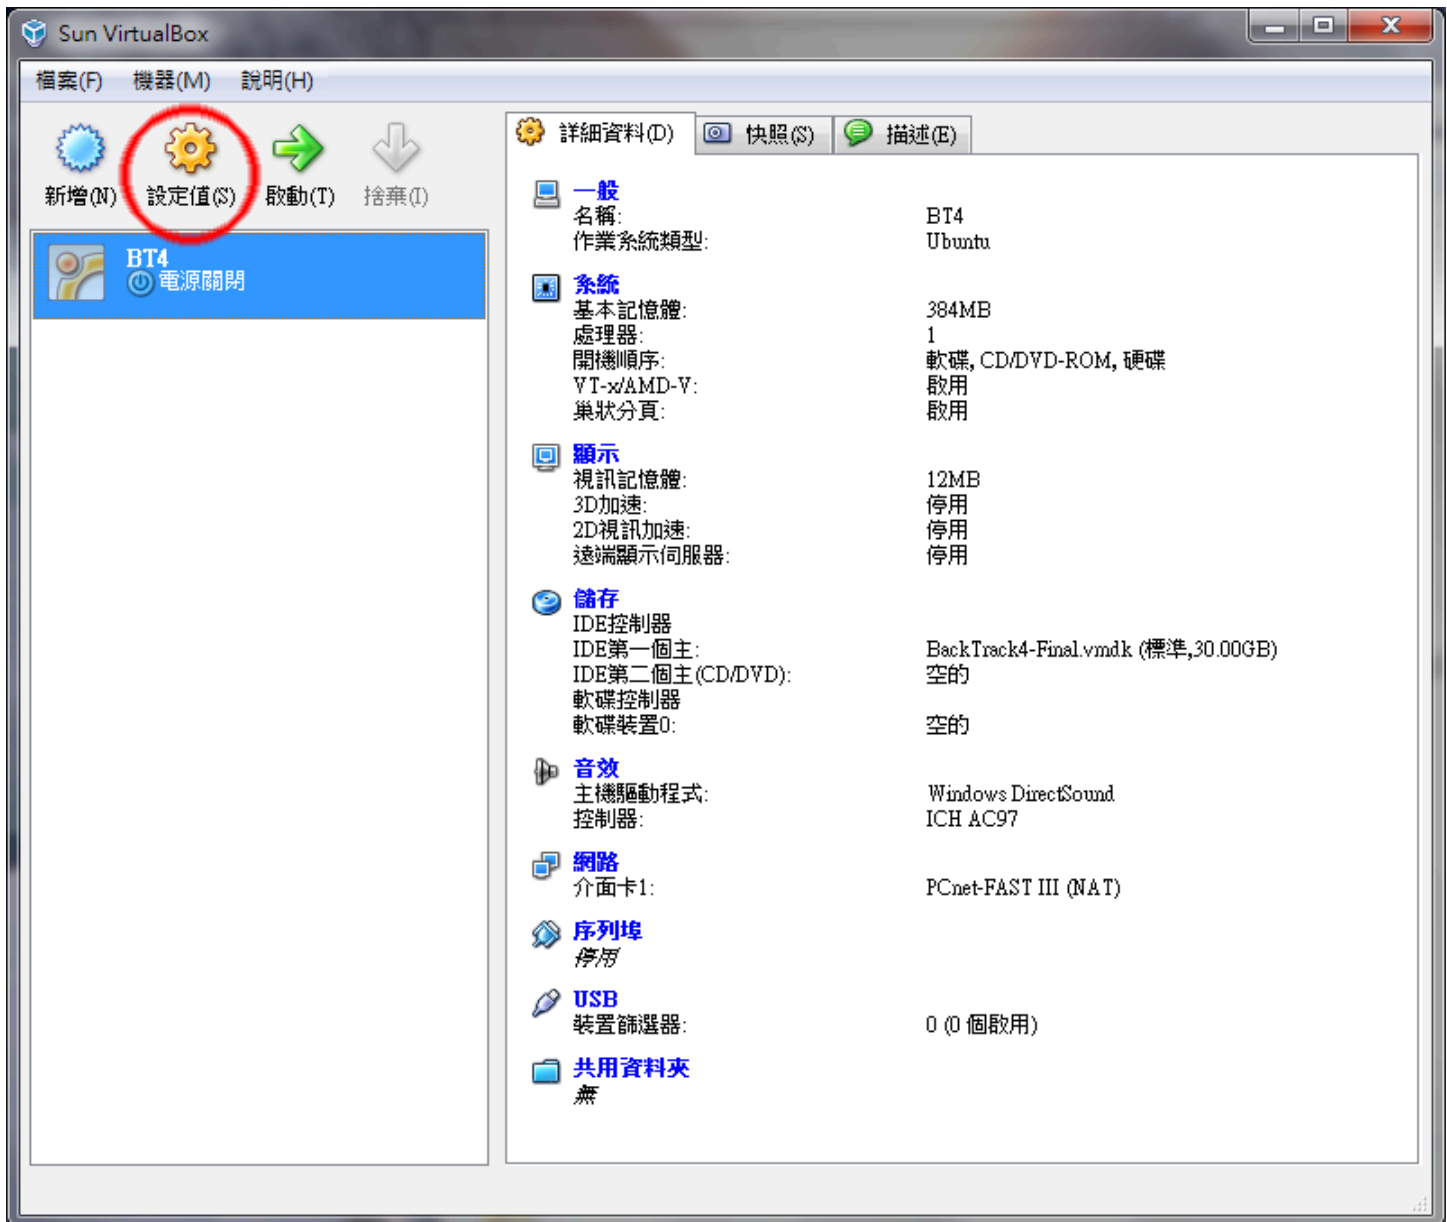 Sun VirtualBox
檔案(F) 機器(M) 說明(H)
新增(N) 設定值(S) 啟動(T) 捨棄(I)
BT4
電源關閉
詳細資料(D) 快照(S) 描述(E)
一般
名稱: BT4
作業系統類型: Ubuntu
系統
基本記憶體: 384MB
處理器: 1
開機順序: 軟碟, CD/DVD-ROM, 硬碟
VT-x/AMD-V: 啟用
巢狀分頁: 啟用
顯示
視訊記憶體: 12MB
3D加速: 停用
2D視訊加速: 停用
遠端顯示伺服器: 停用
儲存
IDE控制器
IDE第一個主: BackTrack4-Final.vmdk (標準,30.00GB)
IDE第二個主(CD/DVD): 空的
軟碟控制器
軟碟裝置0: 空的
音效
主機驅動程式: Windows DirectSound
控制器: ICH AC97
網路
介面卡1: PCnet-FAST III (NAT)
序列埠
停用
USB
裝置篩選器: 0 (0 個啟用)
共用資料夾
無